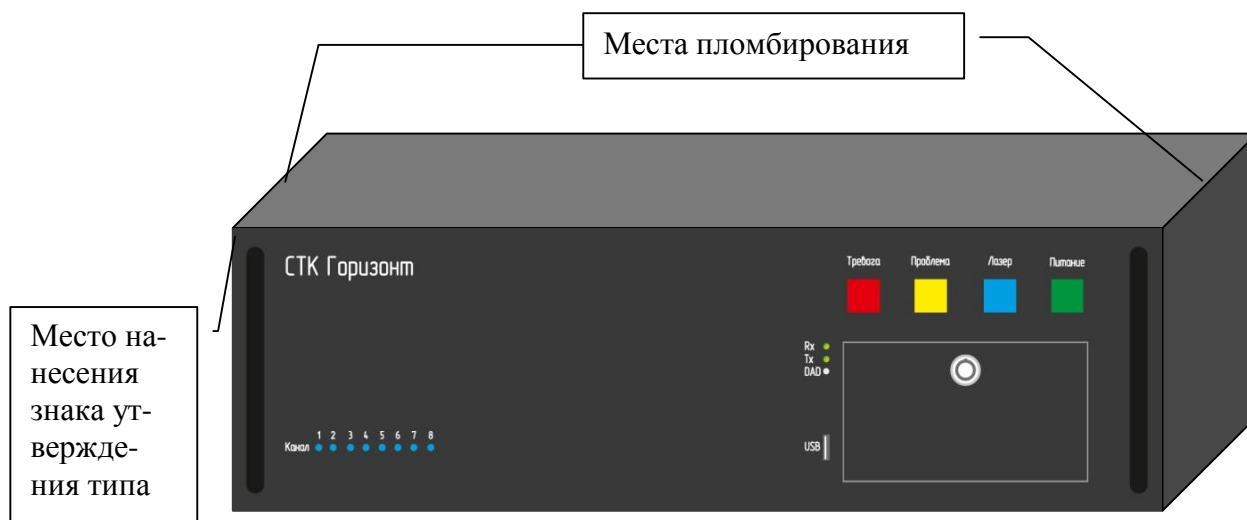 Места пломбирования
СТК Горизонт
Тревога Проблема Лазер Питание
Место на-
несения
знака ут-
вержде-
ния типа
Rx
Tx
DAD
1 2 3 4 5 6 7 8
Канал
USB